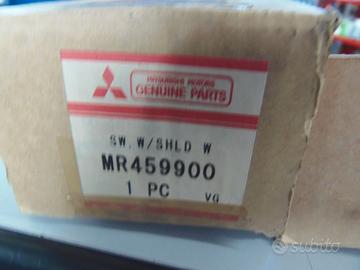 MITSUBISHI MOTORS
GENUINE PARTS
SW, W/SHLD W
MR459900
1 PC VG
subito